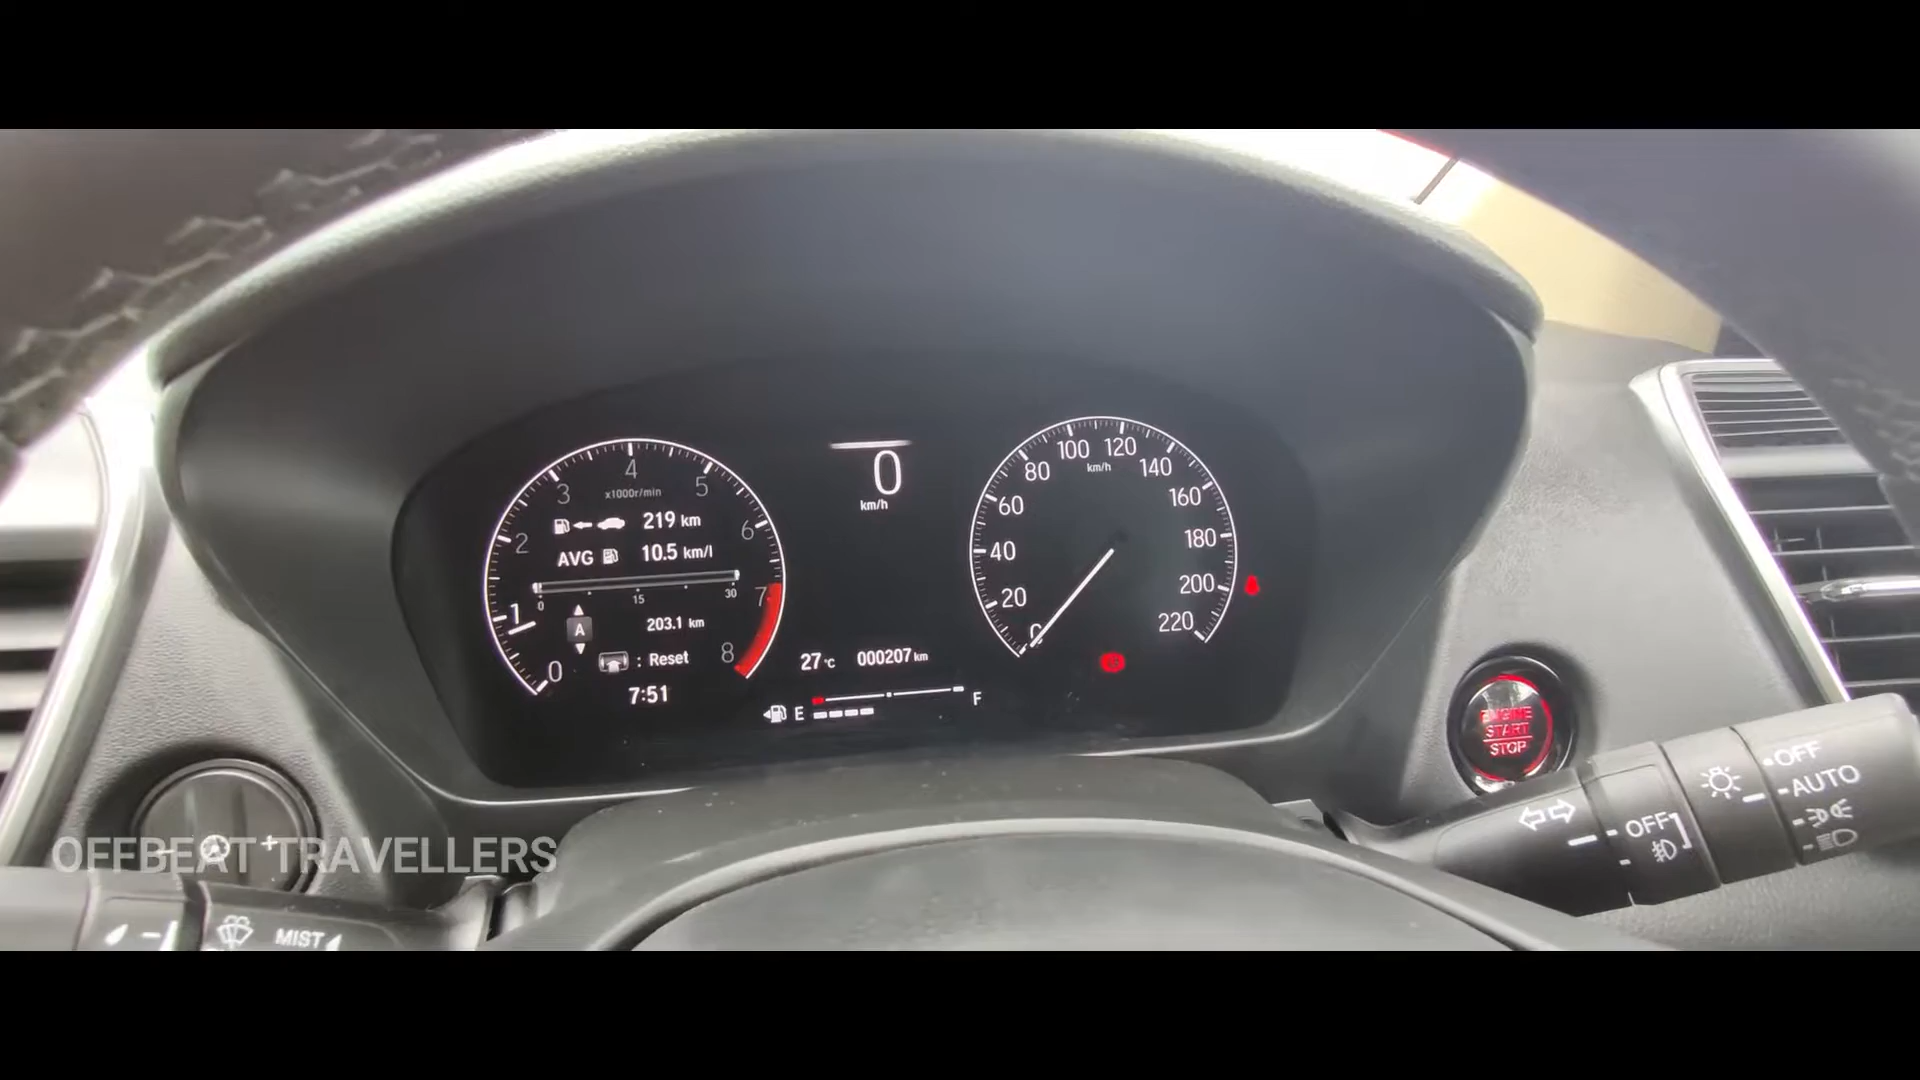 4
3
5
x1000r/min
219 km
2
6
AVG
10.5 km/l
0
15
30
7
1
A
203.1 km
: Reset
8
0
7:51
0
km/h
27°C
000207 km
E
F
100
120
km/h
80
140
60
160
40
180
20
200
0
220
ENGINE
START
STOP
OFF
AUTO
OFF
- +
OFFBEAT TRAVELLERS
MIST